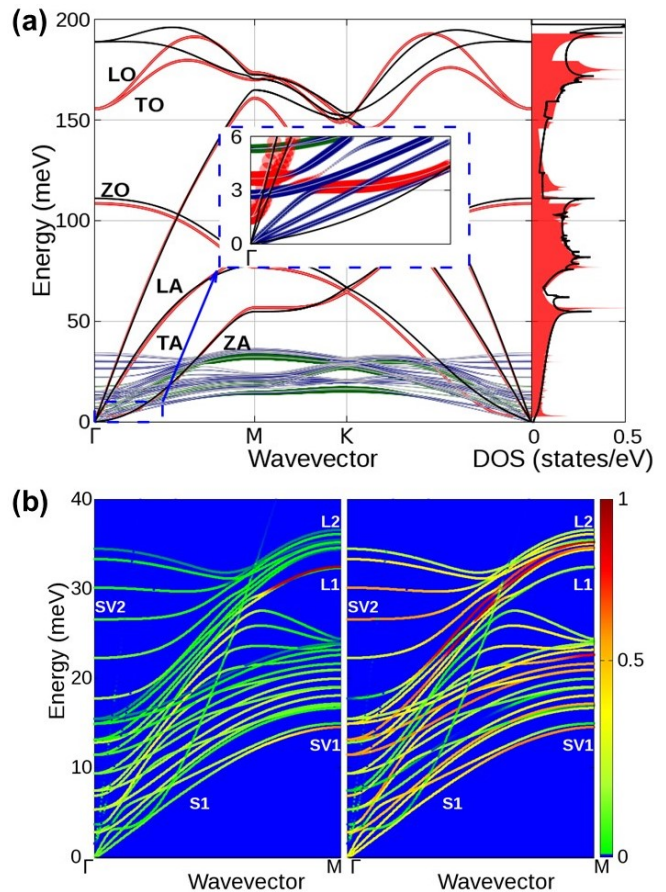 (a)
200
150
100
50
0
Energy (meV)
LO
TO
ZO
LA
TA
ZA
6
3
0
Γ
Γ
M
K
0
0.5
Wavevector
DOS (states/eV)
(b)
40
30
20
10
0
Energy (meV)
L2
L1
SV2
SV1
S1
Γ
Wavevector
M
L2
L1
SV2
SV1
S1
Γ
Wavevector
M
1
0.5
0